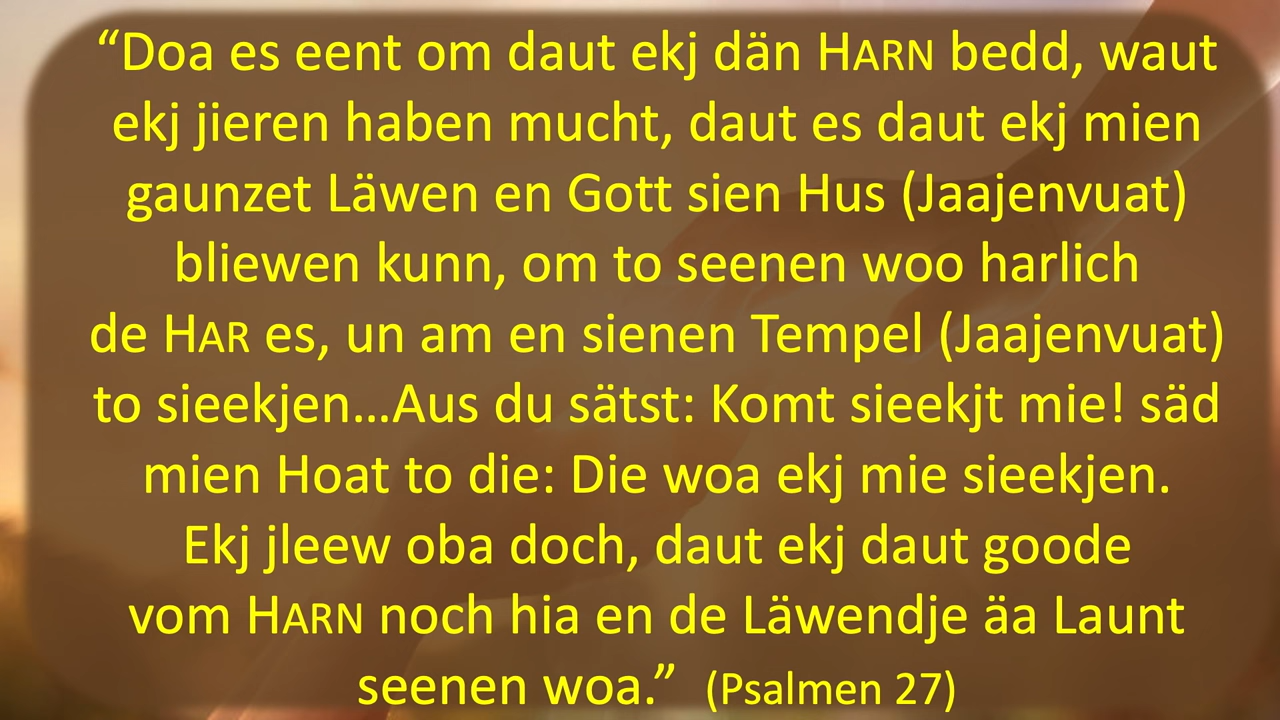 “Doa es eent om daut ekj dän HARN bedd, waut
ekj jieren haben mucht, daut es daut ekj mien
gaunzet Läwen en Gott sien Hus (Jaajenvuat)
bliewen kunn, om to seenen woo harlich
de HAR es, un am en sienen Tempel (Jaajenvuat)
to sieekjen…Aus du sätst: Komt sieekjt mie! säd
mien Hoat to die: Die woa ekj mie sieekjen.
Ekj jleew oba doch, daut ekj daut goode
vom HARN noch hia en de Läwendje äa Launt
seenen woa.” (Psalmen 27)